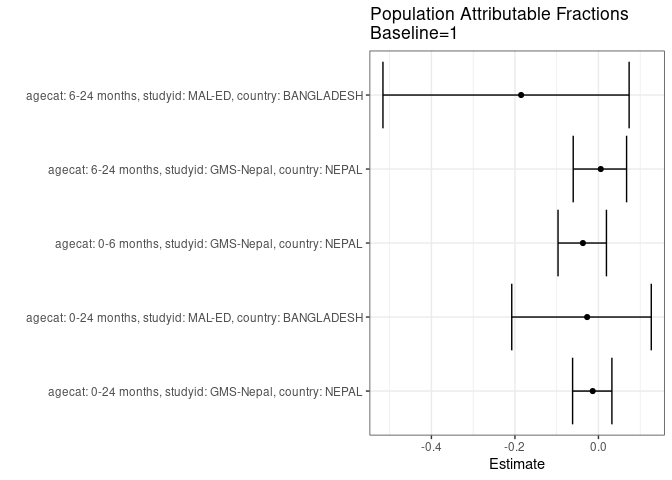 Population Attributable Fractions
Baseline=1
agecat: 6-24 months, studyid: MAL-ED, country: BANGLADESH
agecat: 6-24 months, studyid: GMS-Nepal, country: NEPAL
agecat: 0-6 months, studyid: GMS-Nepal, country: NEPAL
agecat: 0-24 months, studyid: MAL-ED, country: BANGLADESH
agecat: 0-24 months, studyid: GMS-Nepal, country: NEPAL
-0.4 -0.2 0.0
Estimate